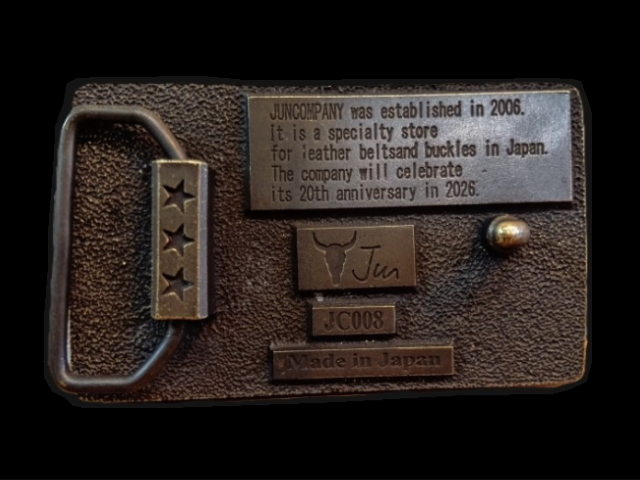 JUNCOMPANY was established in 2006.
It is a specialty store
for leather beltsand buckles in Japan.
The company will celebrate
its 20th anniversary in 2026.
Jun
JC008
Made in Japan